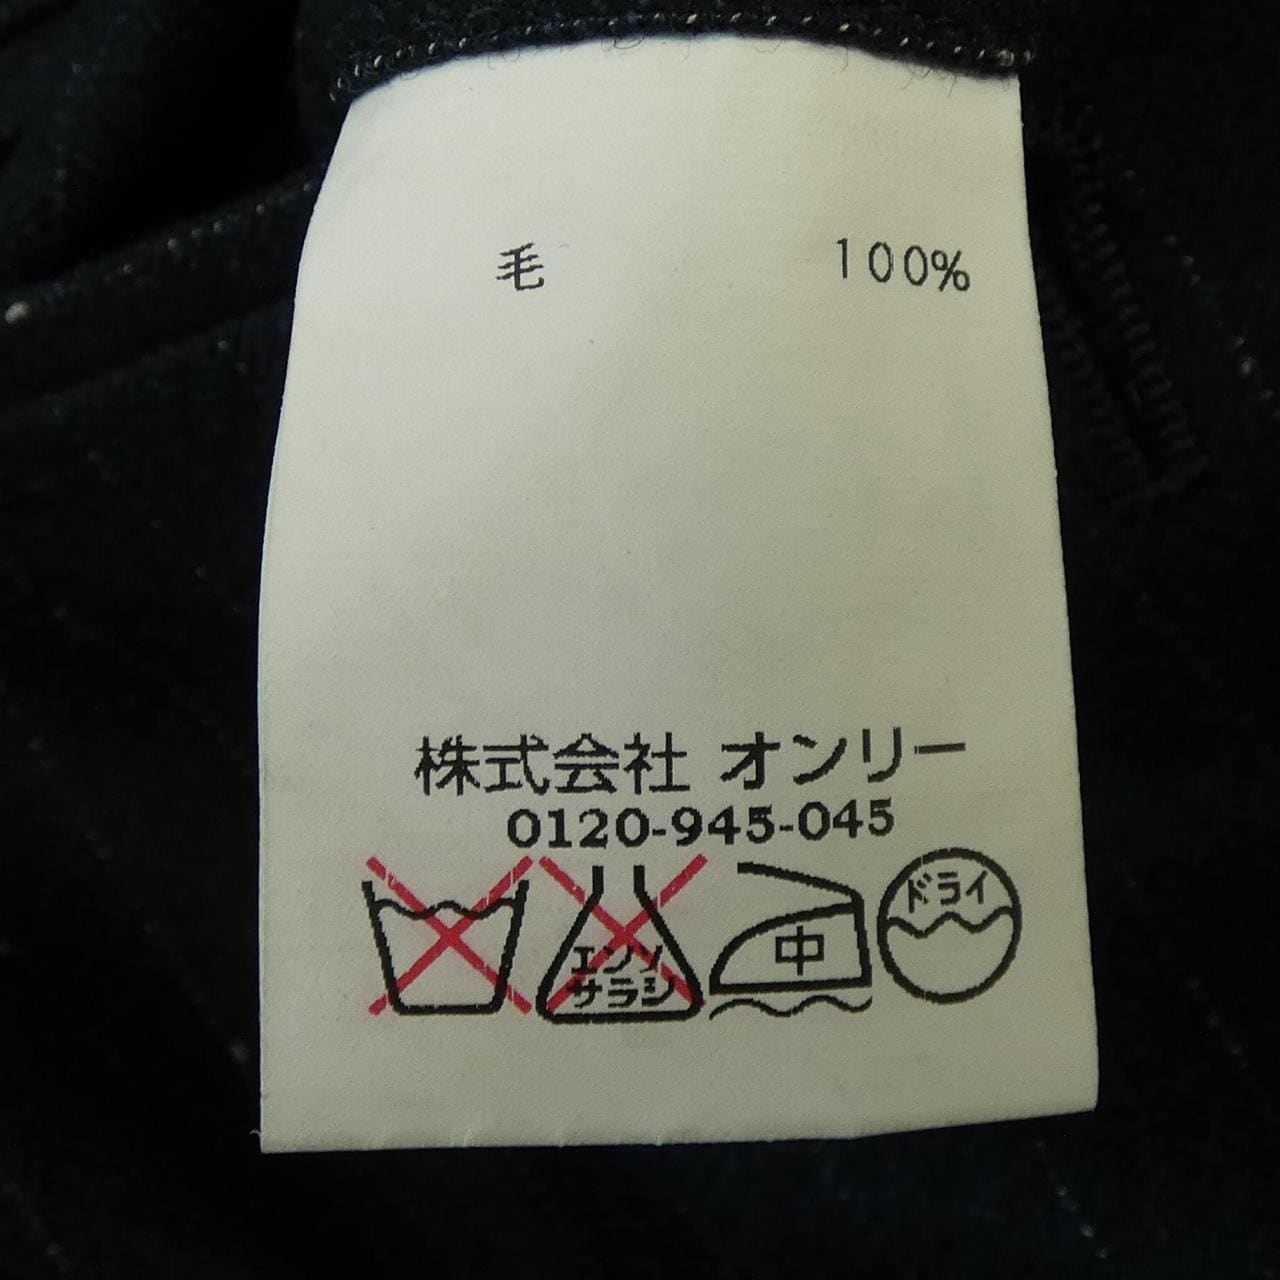 毛 100%
株式会社 オンリー
0120-945-045
エンソ
サラシ
中
ドライ